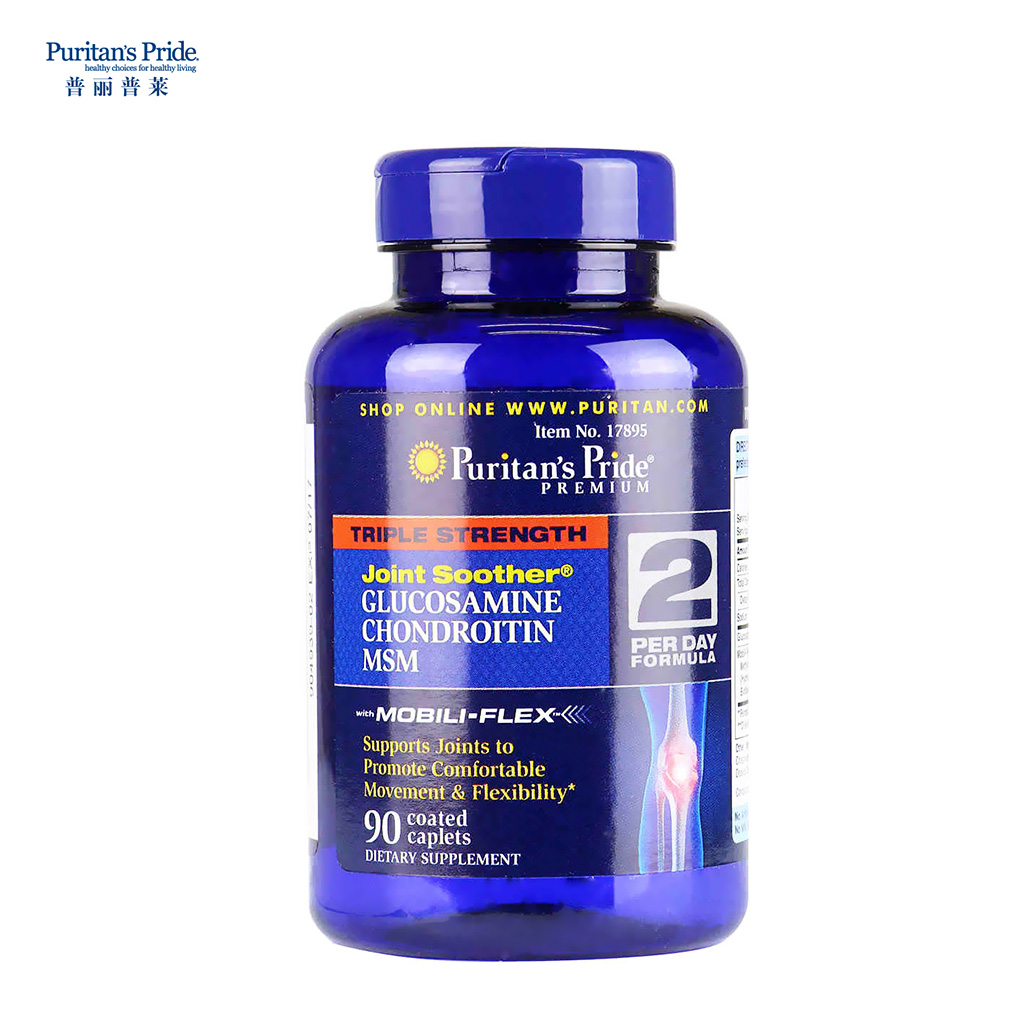 Puritan's Pride.
healthy choices for healthy living
普丽普莱
SHOP ONLINE WWW.PURITAN.COM
Item No. 17895
Puritan's Pride®
PREMIUM
TRIPLE STRENGTH
Joint Soother®
GLUCOSAMINE
CHONDROITIN
MSM
2
PER DAY
FORMULA
with MOBILI-FLEX™
Supports Joints to
Promote Comfortable
Movement & Flexibility*
90 coated
caplets
DIETARY SUPPLEMENT